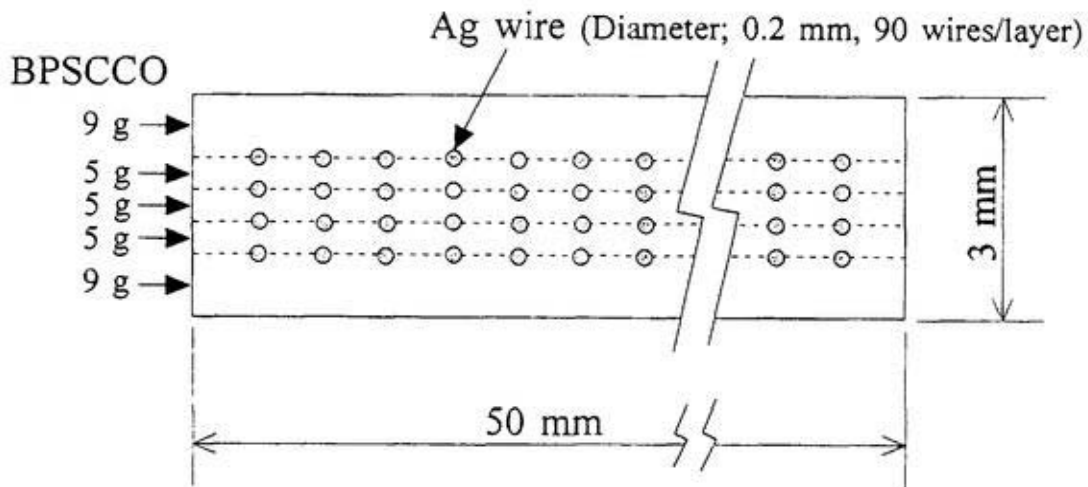 Ag wire (Diameter; 0.2 mm, 90 wires/layer)
BPSCCO
9 g
5 g
5 g
5 g
9 g
3 mm
50 mm